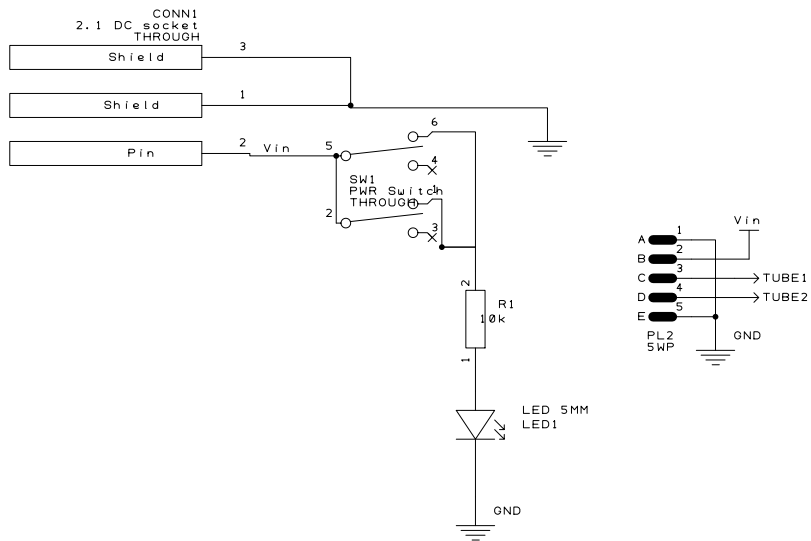 CONN1
2.1 DC socket
THROUGH
3
Shield
1
Shield
2
Vin
Pin
6
5
4
SW1
PWR Switch
1
THROUGH
2
3
2
R1
10k
1
LED 5MM
LED1
GND
Vin
A 1
B 2
C 3 TUBE1
D 4 TUBE2
E 5
PL2
5WP
GND